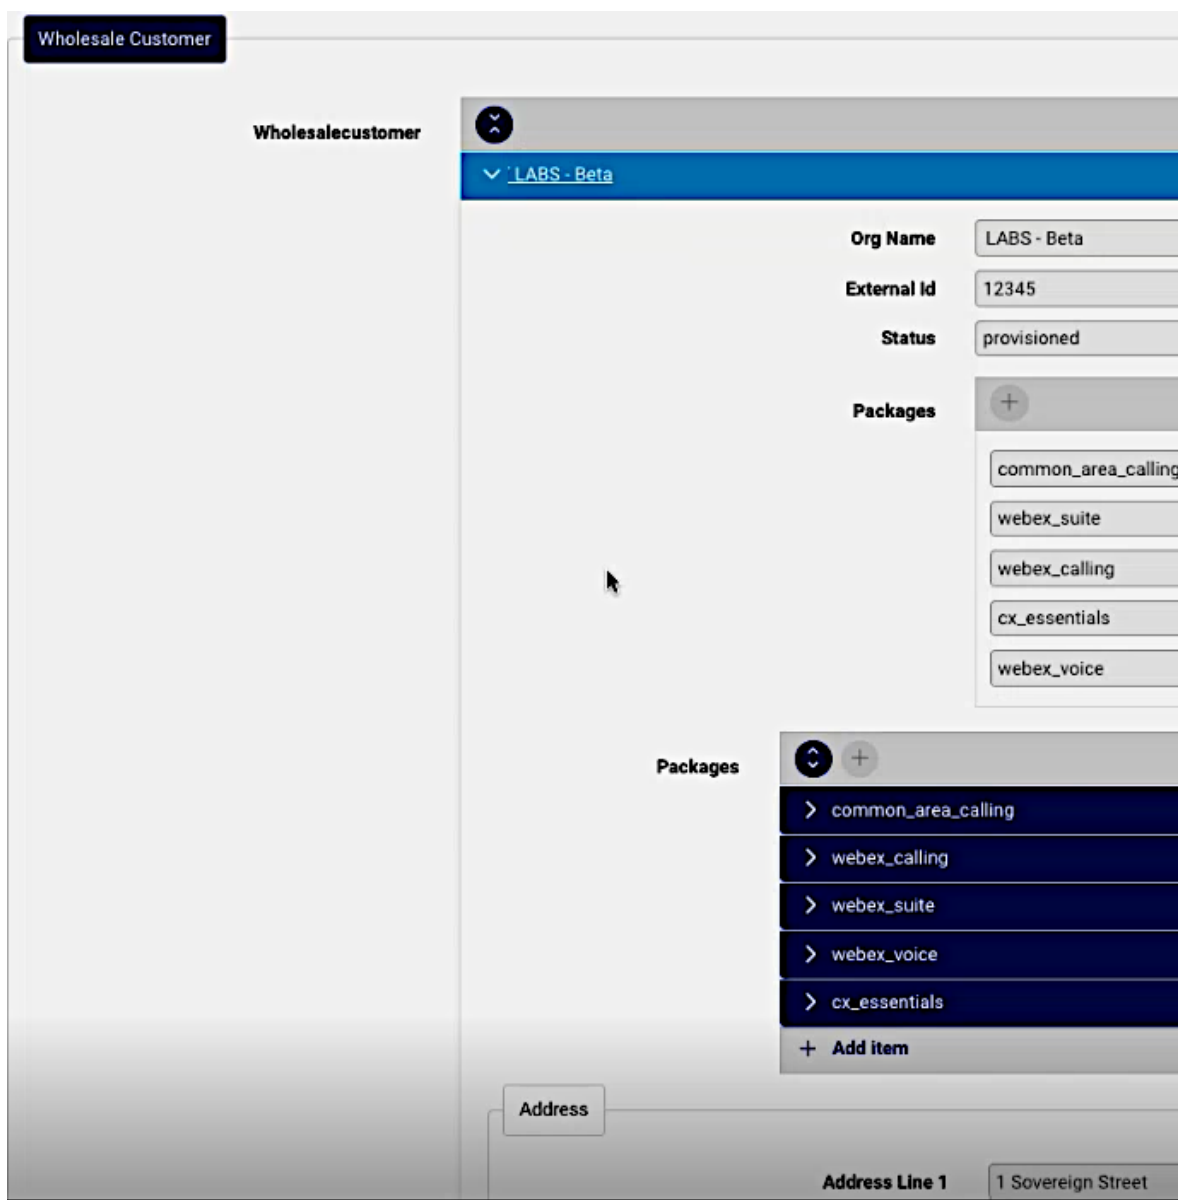 Wholesale Customer
Wholesalecustomer
LABS - Beta
Org Name LABS - Beta
External Id 12345
Status provisioned
Packages
common_area_calling
webex_suite
webex_calling
cx_essentials
webex_voice
Packages
common_area_calling
webex_calling
webex_suite
webex_voice
cx_essentials
+ Add item
Address
Address Line 1 1 Sovereign Street